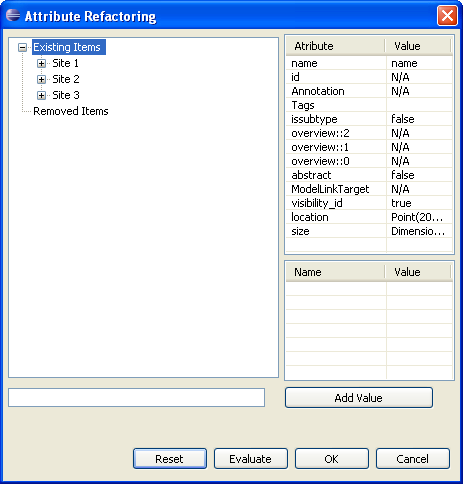 Attribute Refactoring
Existing Items
Site 1
Site 2
Site 3
Removed Items
Atribute Value
name name
id N/A
Annotation N/A
Tags
issubtype false
overview::2 N/A
overview::1 N/A
overview::0 N/A
abstract false
ModelLinkTarget N/A
visibility_id true
location Point(20...
size Dimensio...
Name Value
Add Value
Reset Evaluate OK Cancel